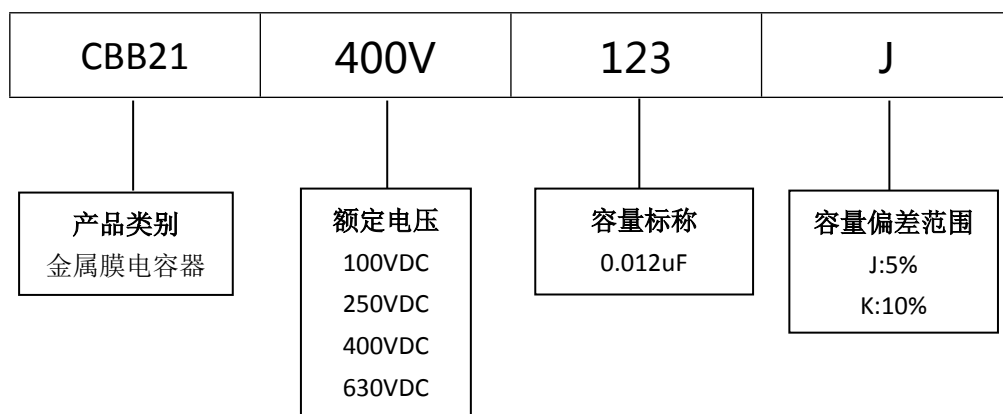 CBB21 400V 123 J
产品类别
金属膜电容器
额定电压
100VDC
250VDC
400VDC
630VDC
容量标称
0.012uF
容量偏差范围
J:5%
K:10%